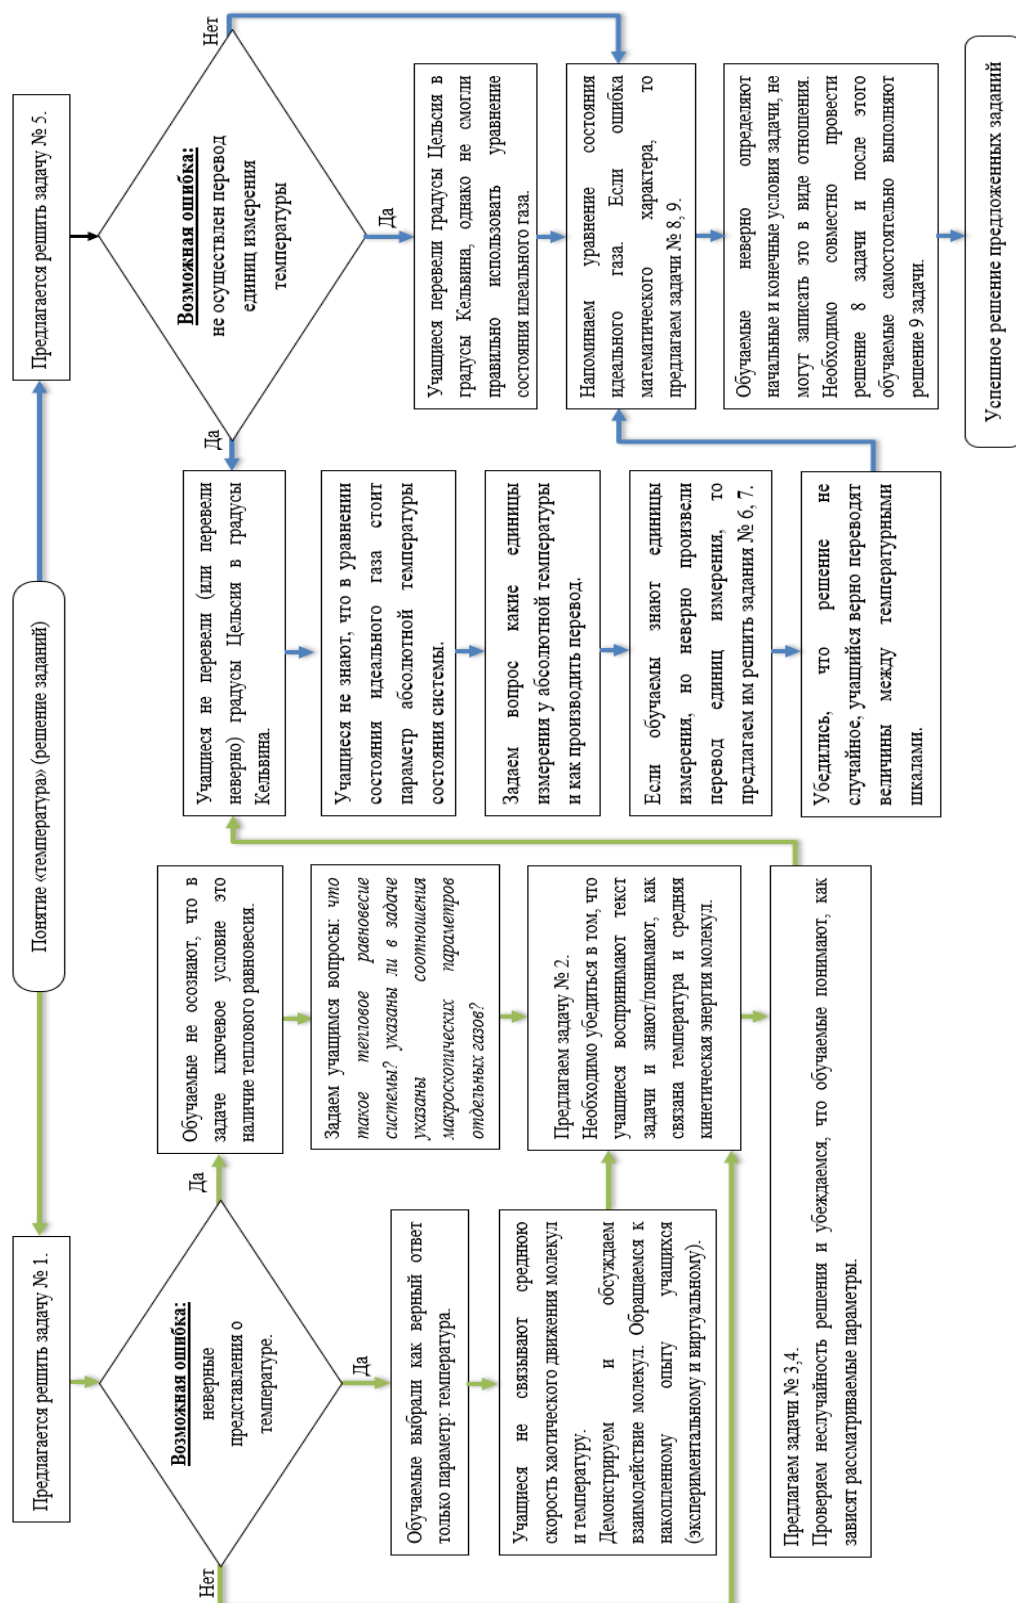 Понятие «температура» (решение заданий)
Предлагается решить задачу № 1.
Возможная ошибка:
неверные
представления о
температуре.
Нет
Да
Да
Обучаемые выбрали как верный ответ
только параметр: температура.
Учащиеся не связывают среднюю
скорость хаотического движения молекул
и температуру.
Демонстрируем и обсуждаем
взаимодействие молекул. Обращаемся к
накопленному опыту учащихся
(экспериментальному и виртуальному).
Обучаемые не осознают, что в
задаче ключевое условие это
наличие теплового равновесия.
Задаем учащимся вопросы: что
такое тепловое равновесие
системы? указаны ли в задаче
указаны соотношения
макроскопических параметров
отдельных газов?
Предлагаем задачу № 2.
Необходимо убедиться в том, что
учащиеся воспринимают текст
задачи и знают/понимают, как
связана температура и средняя
кинетическая энергия молекул.
Предлагаем задачи № 3,4.
Проверяем неслучайность решения и убеждаемся, что обучаемые понимают, как
зависят рассматриваемые параметры.
Предлагается решить задачу № 5.
Возможная ошибка:
не осуществлен перевод
единиц измерения
температуры
Да
Нет
Да
Учащиеся не перевели (или перевели
неверно) градусы Цельсия в градусы
Кельвина.
Учащиеся не знают, что в уравнении
состояния идеального газа стоит
параметр абсолютной температуры
состояния системы.
Задаем вопрос какие единицы
измерения у абсолютной температуры
и как производить перевод.
Если обучаемы знают единицы
измерения, но неверно произвели
перевод единиц измерения, то
предлагаем им решить задания № 6, 7.
Убедились, что решение не
случайное, учащийся верно переводят
величины между температурными
шкалами.
Учащиеся перевели градусы Цельсия в
градусы Кельвина, однако не смогли
правильно использовать уравнение
состояния идеального газа.
Напоминаем уравнение состояния
идеального газа. Если ошибка
математического характера, то
предлагаем задачи № 8, 9.
Обучаемые неверно определяют
начальные и конечные условия задачи, не
могут записать это в виде отношения.
Необходимо совместно провести
решение 8 задачи и после этого
обучаемые самостоятельно выполняют
решение 9 задачи.
Успешное решение предложенных заданий